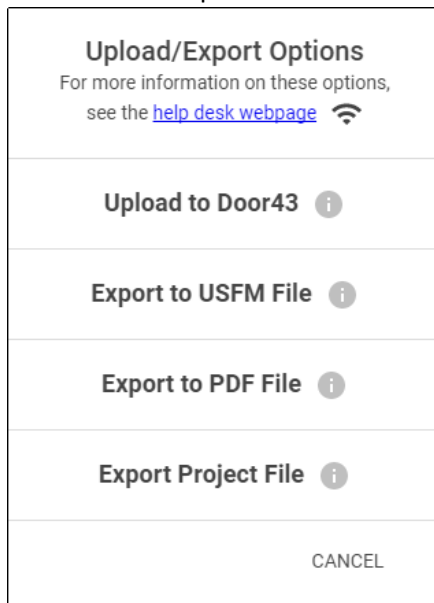 Upload/Export Options
For more information on these options,
see the help desk webpage
Upload to Door43
Export to USFM File
Export to PDF File
Export Project File
CANCEL